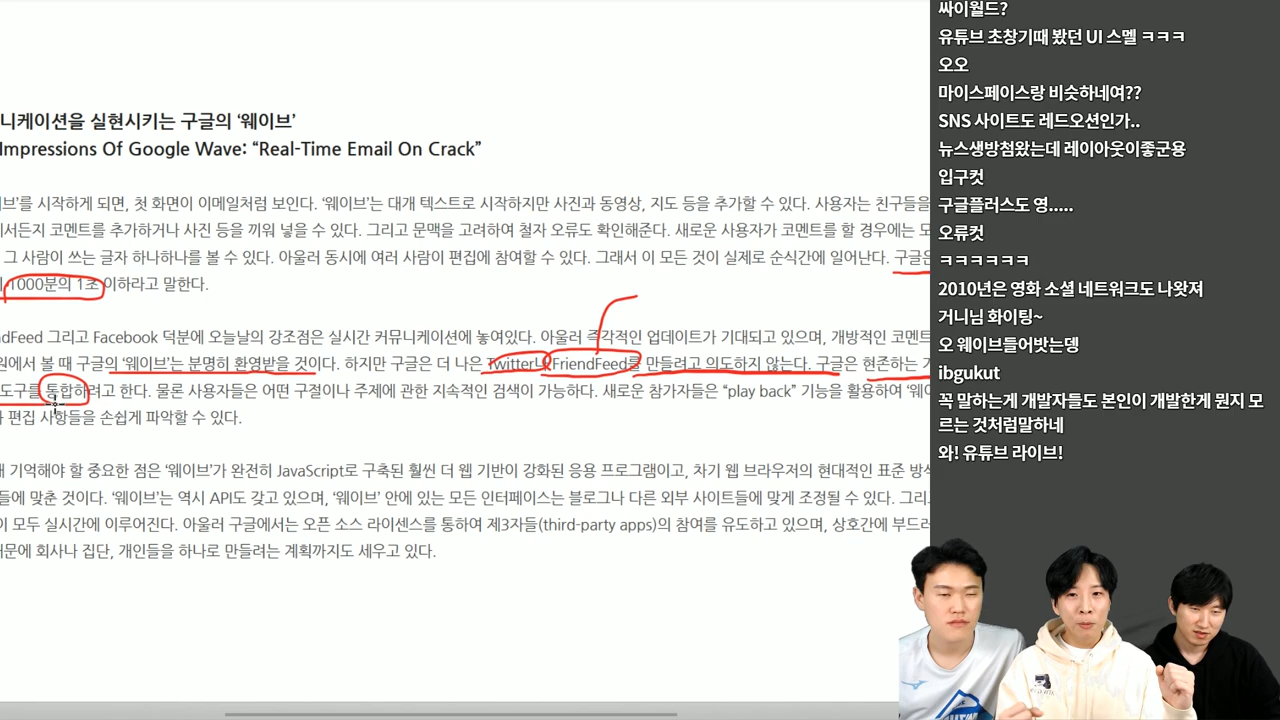 니케이션을 실현시키는 구글의 ‘웨이브’
Impressions Of Google Wave: “Real-Time Email On Crack”
브’를 시작하게 되면, 첫 화면이 이메일처럼 보인다. ‘웨이브’는 대개 텍스트로 시작하지만 사진과 동영상, 지도 등을 추가할 수 있다. 사용자는 친구들을
서든지 코멘트를 추가하거나 사진 등을 끼워 넣을 수 있다. 그리고 문맥을 고려하여 철자 오류도 확인해준다. 새로운 사용자가 코멘트를 할 경우에는 모
그 사람이 쓰는 글자 하나하나를 볼 수 있다. 아울러 동시에 여러 사람이 편집에 참여할 수 있다. 그래서 이 모든 것이 실제로 순식간에 일어난다. 구글은
1000분의 1초 이하라고 말한다.
ndFeed 그리고 Facebook 덕분에 오늘날의 강조점은 실시간 커뮤니케이션에 놓여있다. 아울러 즉각적인 업데이트가 기대되고 있으며, 개방적인 코멘트
원에서 볼 때 구글의 ‘웨이브’는 분명히 환영받을 것이다. 하지만 구글은 더 나은 Twitter나 FriendFeed를 만들려고 의도하지 않는다. 구글은 현존하는
도구를 통합하려고 한다. 물론 사용자들은 어떤 구절이나 주제에 관한 지속적인 검색이 가능하다. 새로운 참가자들은 “play back” 기능을 활용하여 ‘웨이
편집 사항들을 손쉽게 파악할 수 있다.
기억해야 할 중요한 점은 ‘웨이브’가 완전히 JavaScript로 구축된 훨씬 더 웹 기반이 강화된 응용 프로그램이고, 차기 웹 브라우저의 현대적인 표준 방식
들에 맞춘 것이다. ‘웨이브’는 역시 API도 갖고 있으며, ‘웨이브’ 안에 있는 모든 인터페이스는 블로그나 다른 외부 사이트들에 맞게 조정될 수 있다. 그리
이 모두 실시간에 이루어진다. 아울러 구글에서는 오픈 소스 라이센스를 통하여 제3자들(third-party apps)의 참여를 유도하고 있으며, 상호간에 부드러
때문에 회사나 집단, 개인들을 하나로 만들려는 계획까지도 세우고 있다.
싸이월드?
유튜브 초창기때 봤던 UI 스멜 ㅋㅋㅋ
오오
마이스페이스랑 비슷하네여??
SNS 사이트도 레드오션인가..
뉴스생방첨왔는데 레이아웃이좋군용
입구컷
구글플러스도 영.....
오류컷
ㅋㅋㅋㅋㅋㅋ
2010년은 영화 소셜 네트워크도 나왓져
거니님 화이팅~
오 웨이브들어밧는뎅
ibgukut
꼭 말하는게 개발자들도 본인이 개발한게 뭔지 모
르는 것처럼말하네
와! 유튜브 라이브!